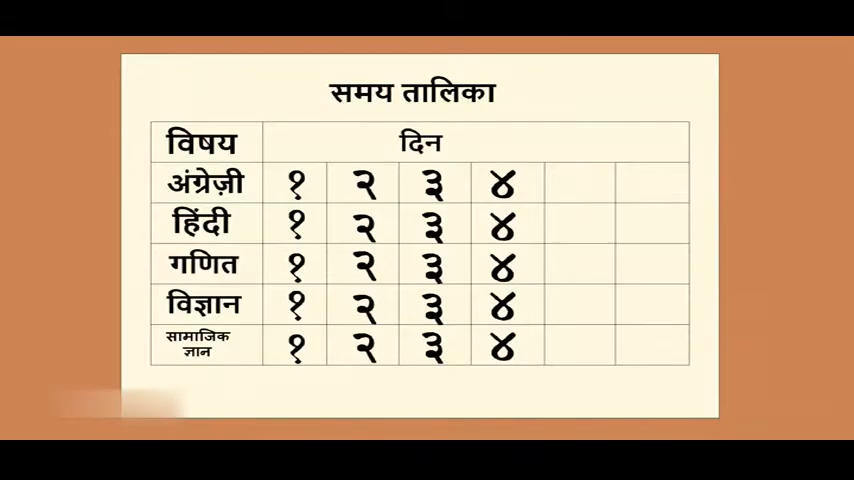 समय तालिका
विषय दिन
अंग्रेज़ी १ २ ३ ४
हिंदी १ २ ३ ४
गणित १ २ ३ ४
विज्ञान १ २ ३ ४
सामाजिक
ज्ञान १ २ ३ ४